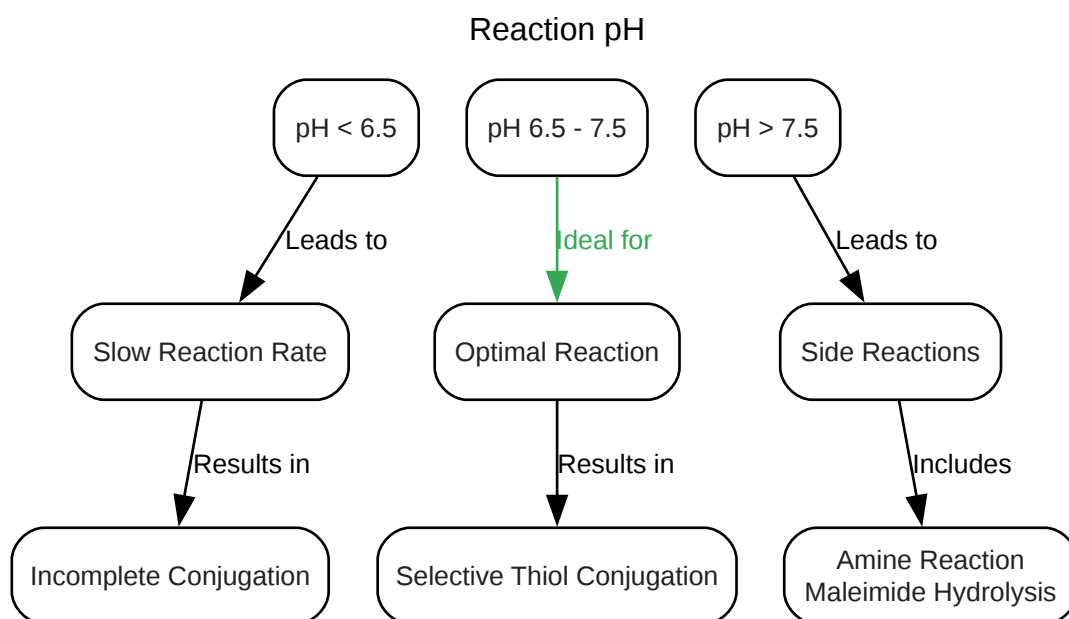 Reaction pH
pH < 6.5
pH 6.5 - 7.5
pH > 7.5
Leads to
Ideal for
Leads to
Slow Reaction Rate
Optimal Reaction
Side Reactions
Results in
Results in
Includes
Incomplete Conjugation
Selective Thiol Conjugation
Amine Reaction
Maleimide Hydrolysis